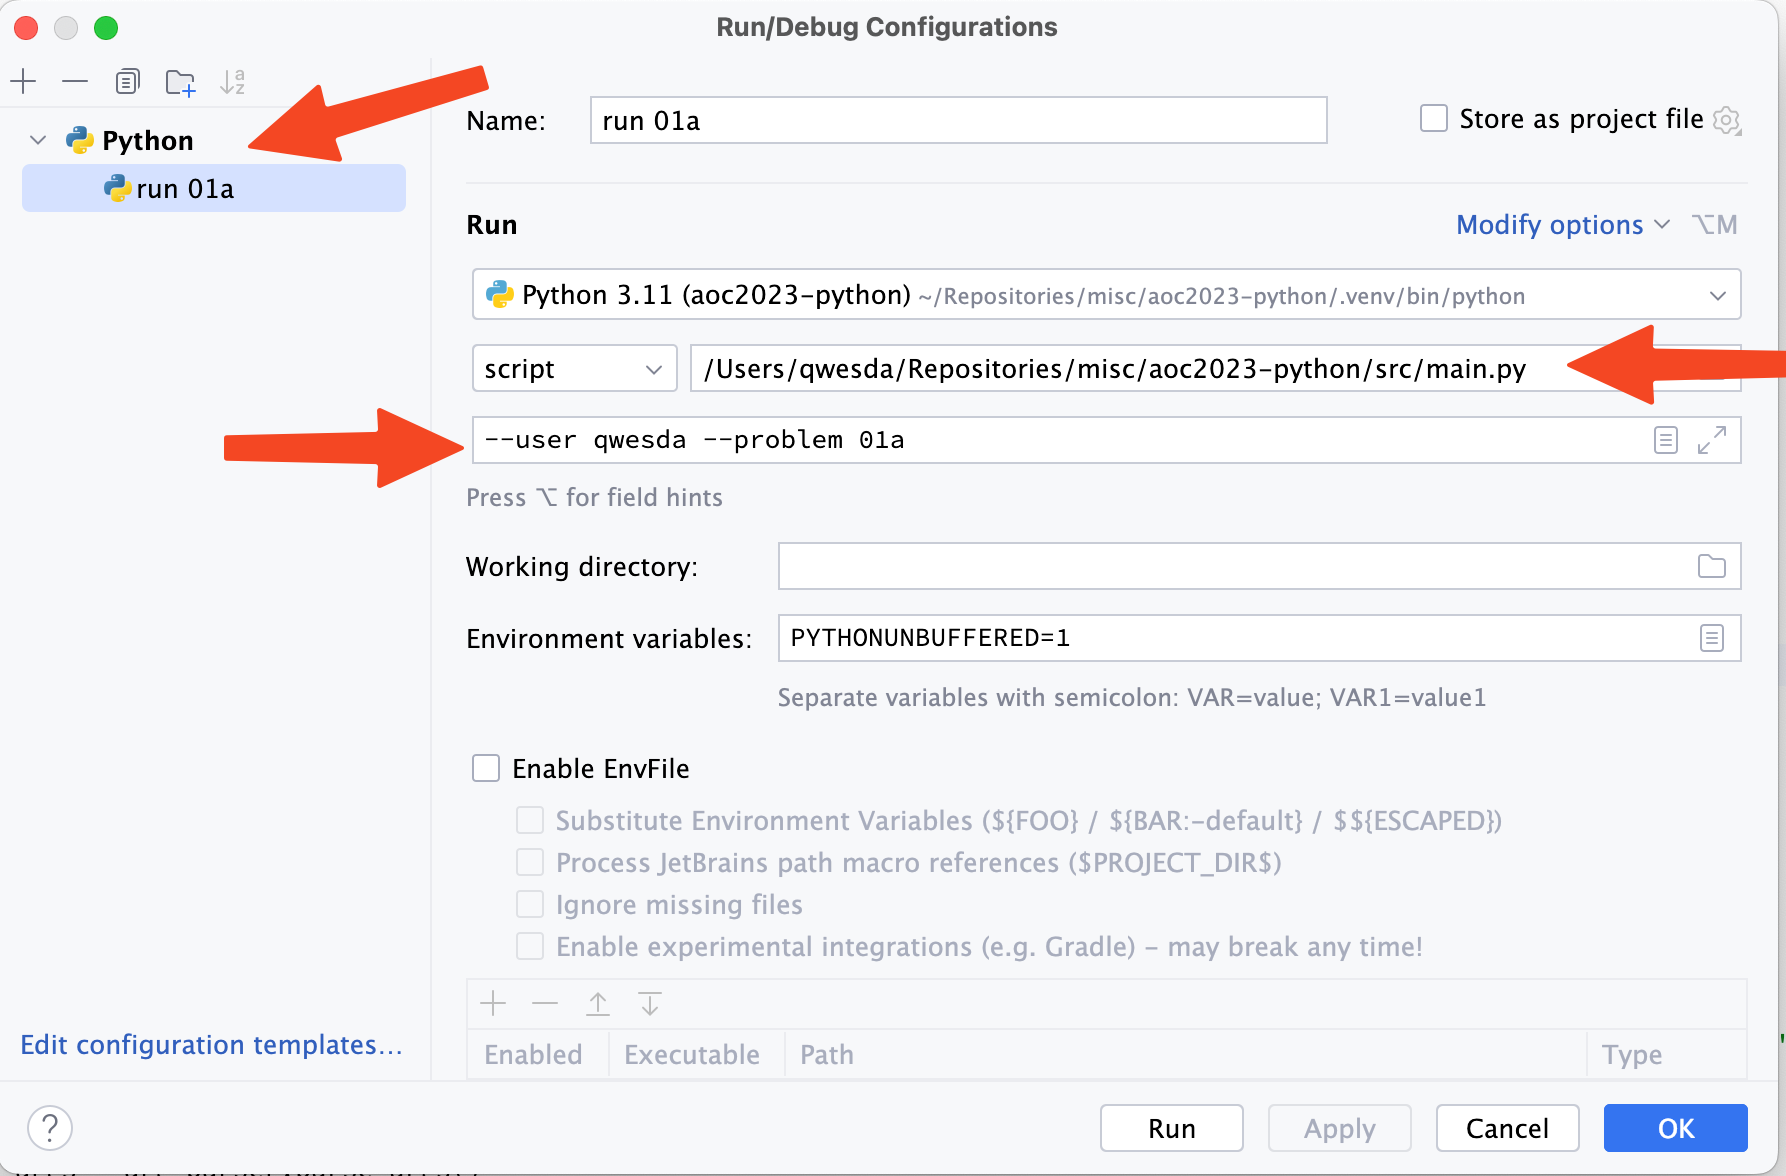 Run/Debug Configurations
Python
run 01a
Edit configuration templates...
Name: run 01a
Store as project file
Run
Modify options ⌥M
Python 3.11 (aoc2023-python) ~/Repositories/misc/aoc2023-python/.venv/bin/python
script /Users/qwesda/Repositories/misc/aoc2023-python/src/main.py
--user qwesda --problem 01a
Press ⌥ for field hints
Working directory:
Environment variables: PYTHONUNBUFFERED=1
Separate variables with semicolon: VAR=value; VAR1=value1
Enable EnvFile
Substitute Environment Variables (${FOO} / ${BAR:-default} / $${ESCAPED})
Process JetBrains path macro references ($PROJECT_DIR$)
Ignore missing files
Enable experimental integrations (e.g. Gradle) - may break any time!
Enabled Executable Path Type
? Run Apply Cancel OK